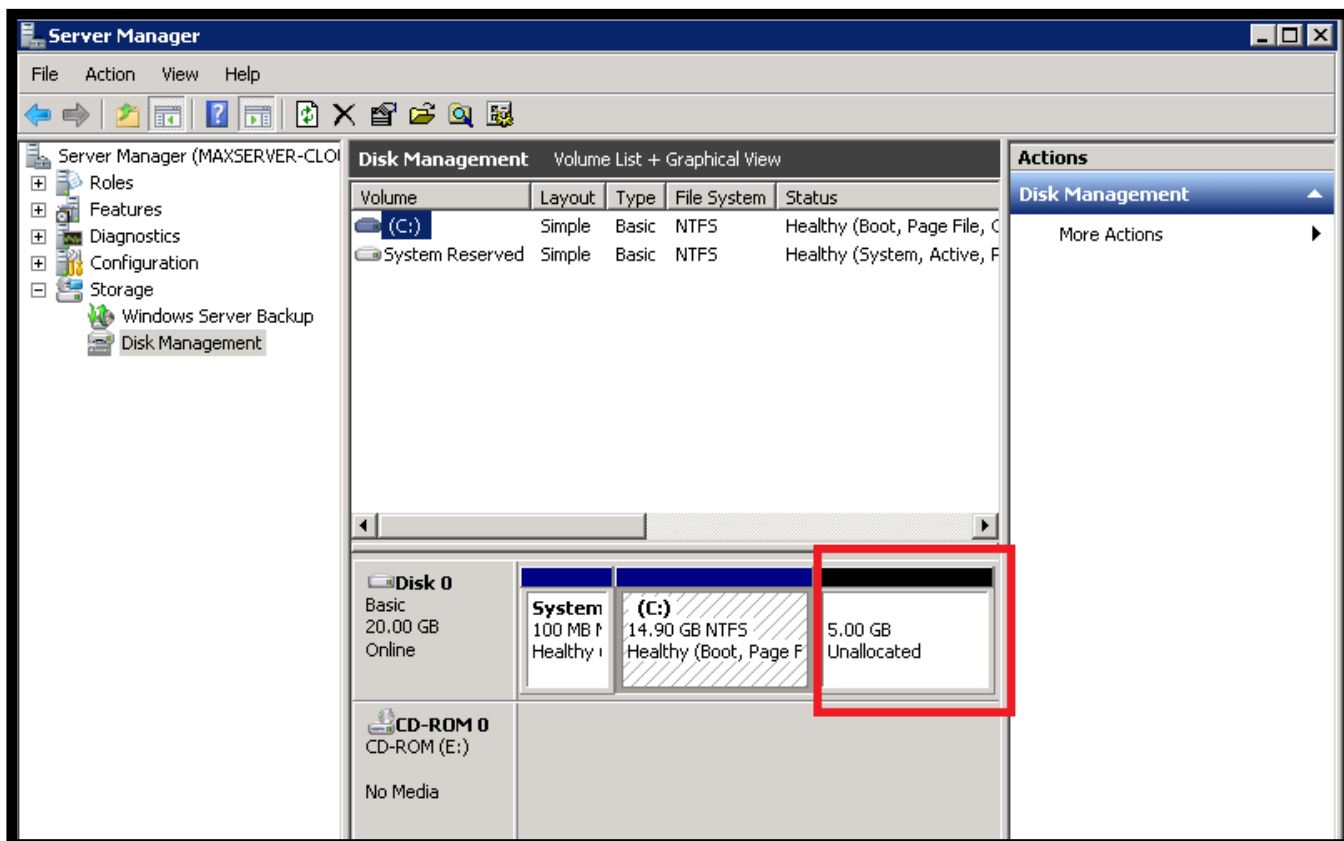 Server Manager
File Action View Help
Server Manager (MAXSERVER-CLO
Roles
Features
Diagnostics
Configuration
Storage
Windows Server Backup
Disk Management
Disk Management Volume List + Graphical View
Volume Layout Type File System Status
(C:) Simple Basic NTFS Healthy (Boot, Page File, C
System Reserved Simple Basic NTFS Healthy (System, Active, P
Disk 0
Basic
20.00 GB
Online
System
100 MB N
Healthy (
(C:)
14.90 GB NTFS
Healthy (Boot, Page F
5.00 GB
Unallocated
CD-ROM 0
CD-ROM (E:)
No Media
Actions
Disk Management
More Actions